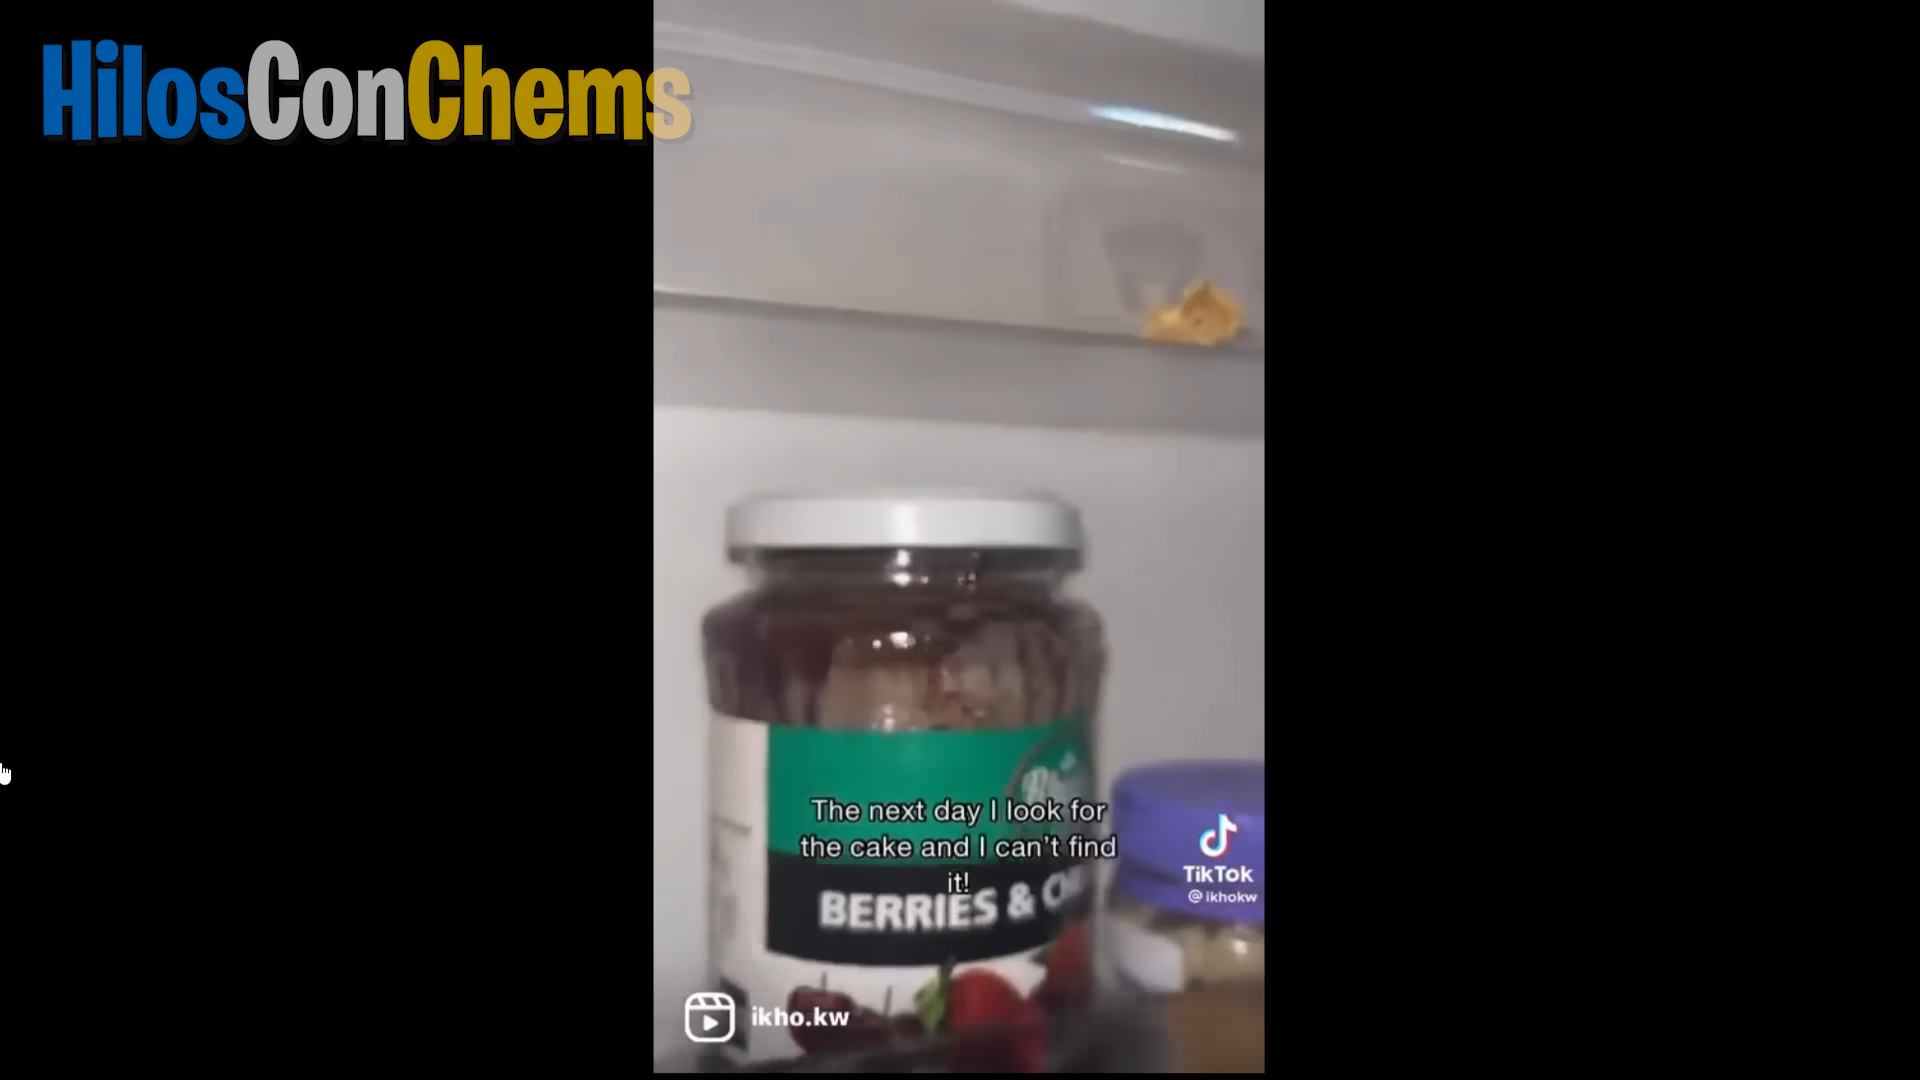 HilosConChems
The next day I look for
the cake and I can't find
it!
BERRIES &
TikTok
@ikhokw
ikho.kw